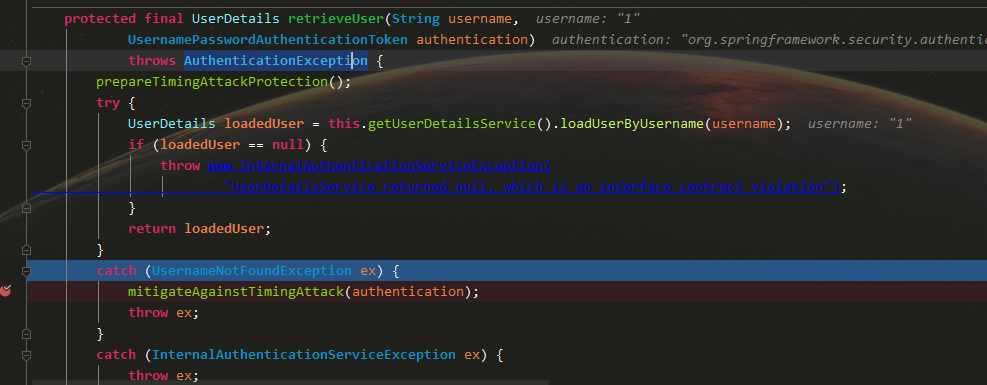 protected final UserDetails retrieveUser(String username,  username: "1"
UsernamePasswordAuthenticationToken authentication)  authentication: "org.springframework.security.authentic
throws AuthenticationException {
prepareTimingAttackProtection();
try {
UserDetails loadedUser = this.getUserDetailsService().loadUserByUsername(username);  username: "1"
if (loadedUser == null) {
throw new InternalAuthenticationServiceException(
"UserDetailsService returned null, which is an interface contract violation");
}
return loadedUser;
}
catch (UsernameNotFoundException ex) {
mitigateAgainstTimingAttack(authentication);
throw ex;
}
catch (InternalAuthenticationServiceException ex) {
throw ex;